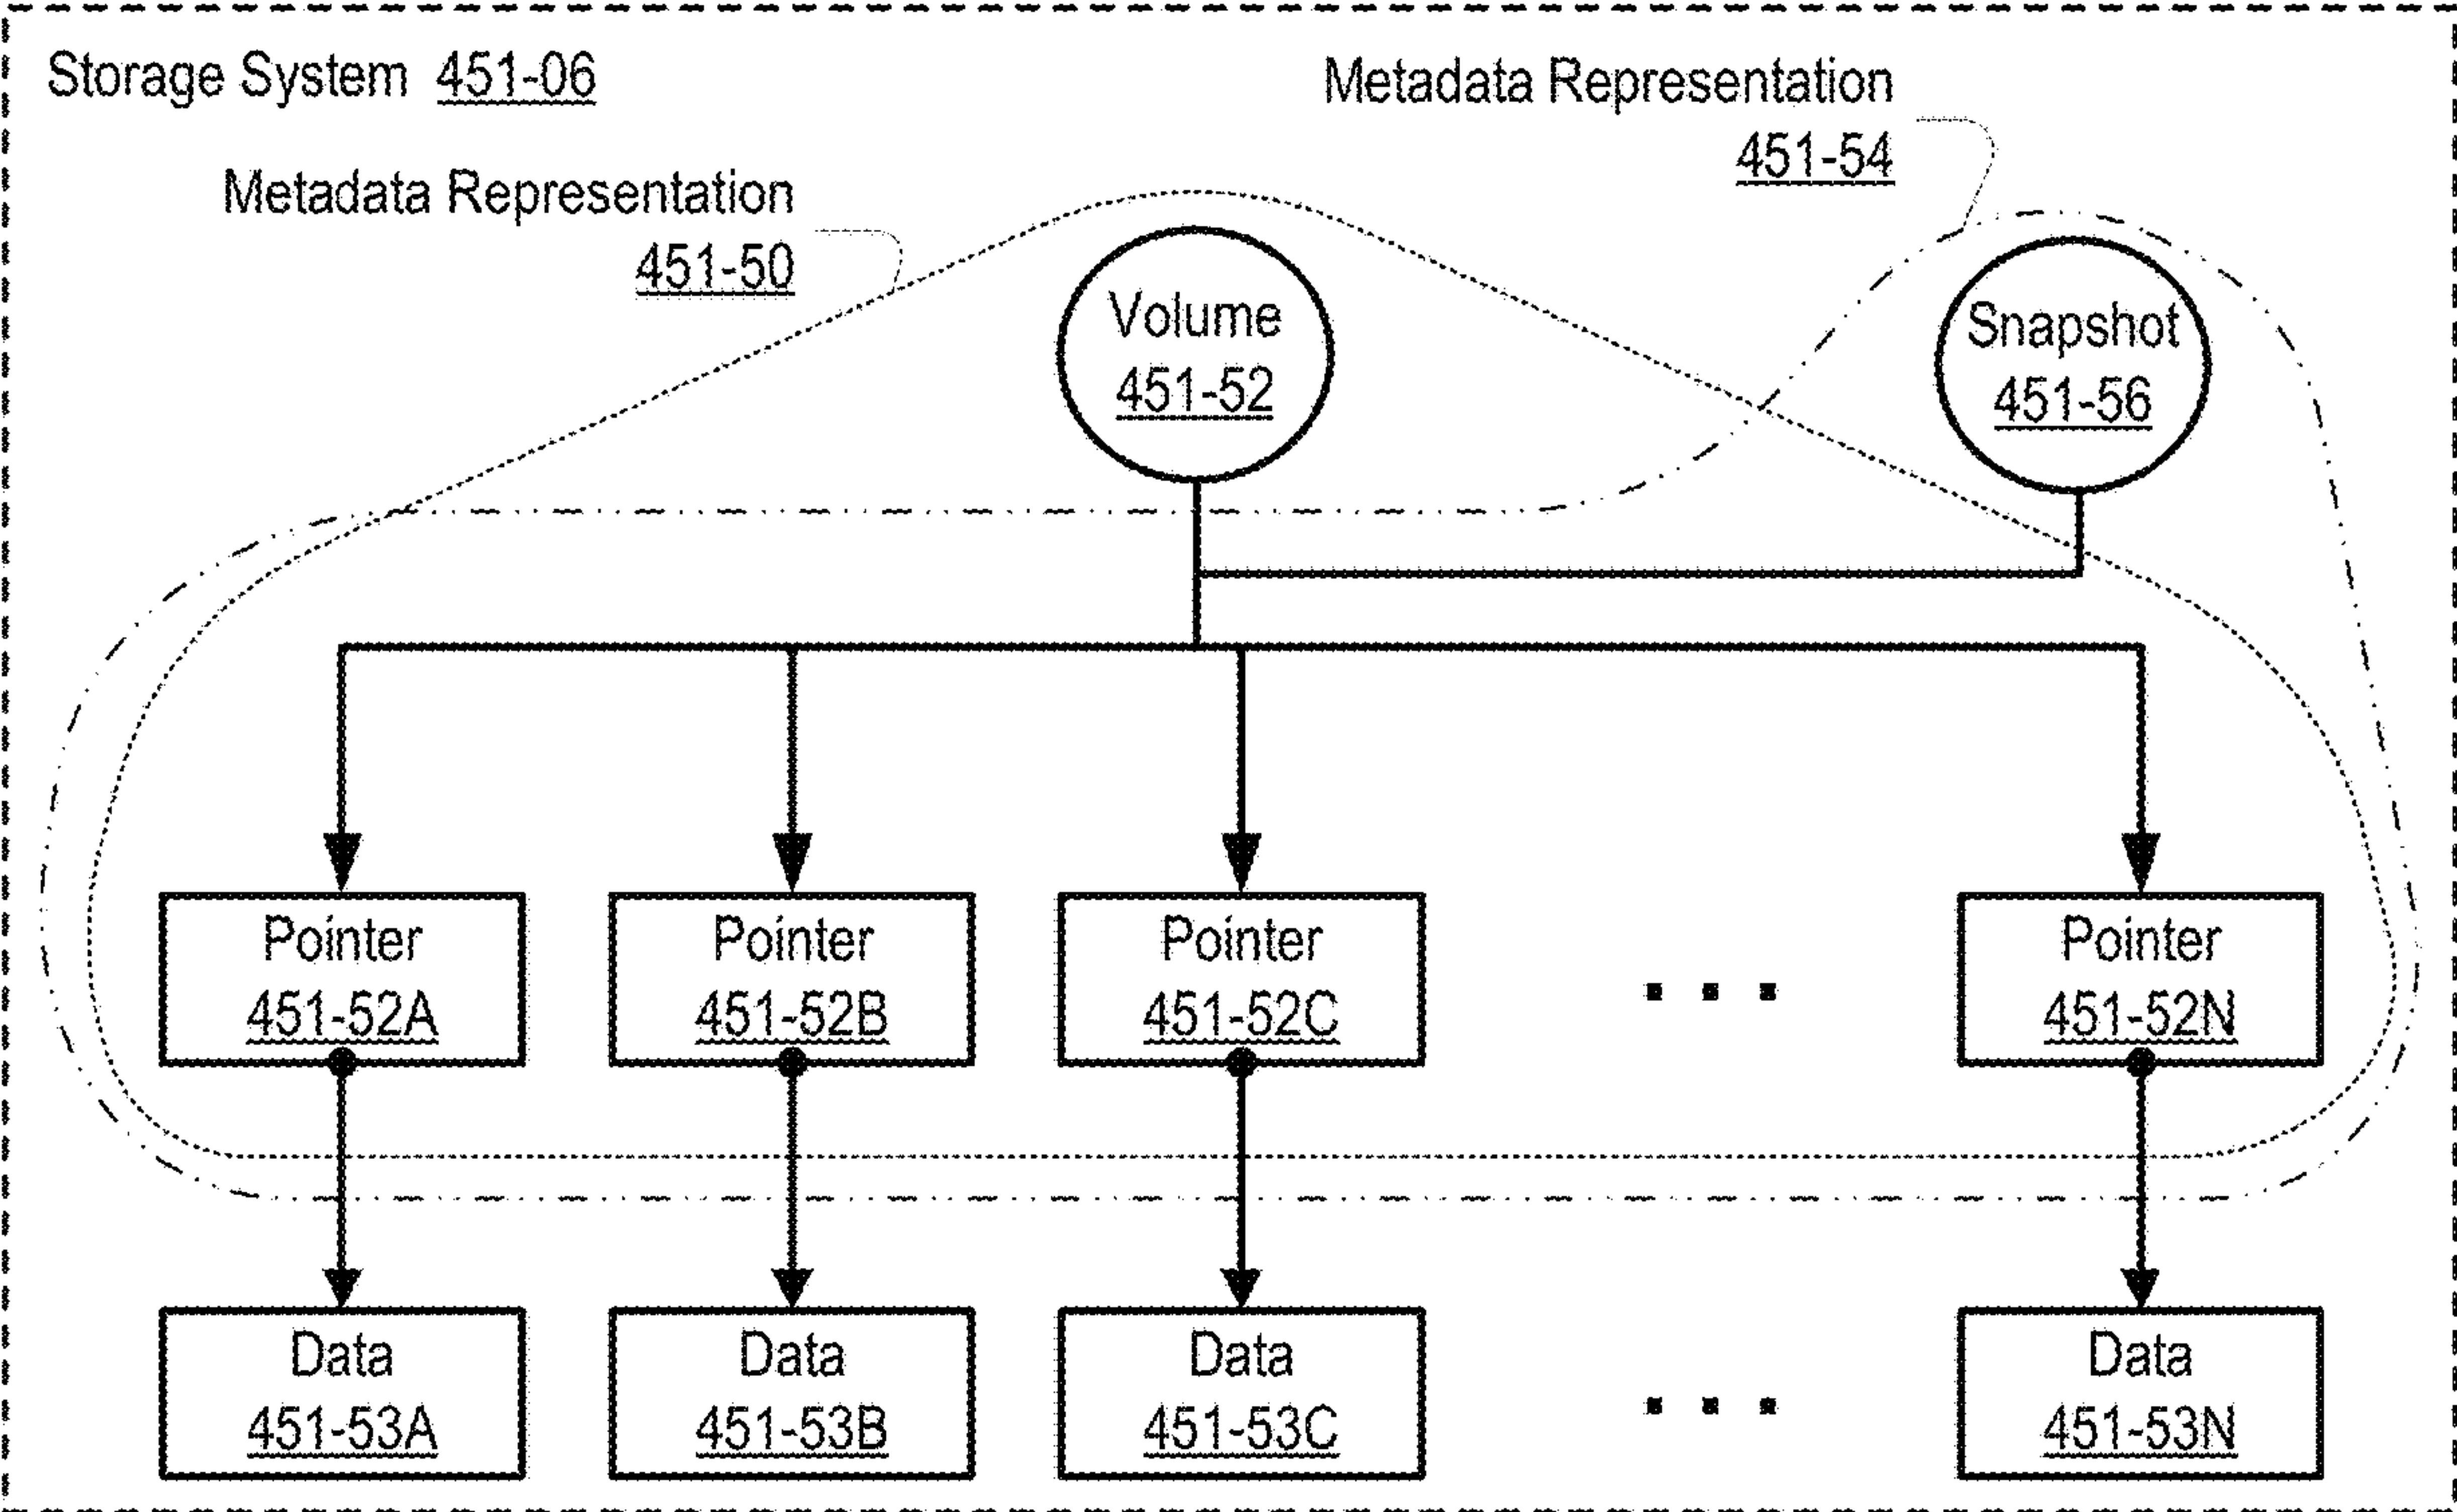 Storage System 451-06
Metadata Representation
451-54
Metadata Representation
451-50
Volume
451-52
Snapshot
451-56
Pointer
451-52A
Pointer
451-52B
Pointer
451-52C
. . .
Pointer
451-52N
Data
451-53A
Data
451-53B
Data
451-53C
. . .
Data
451-53N